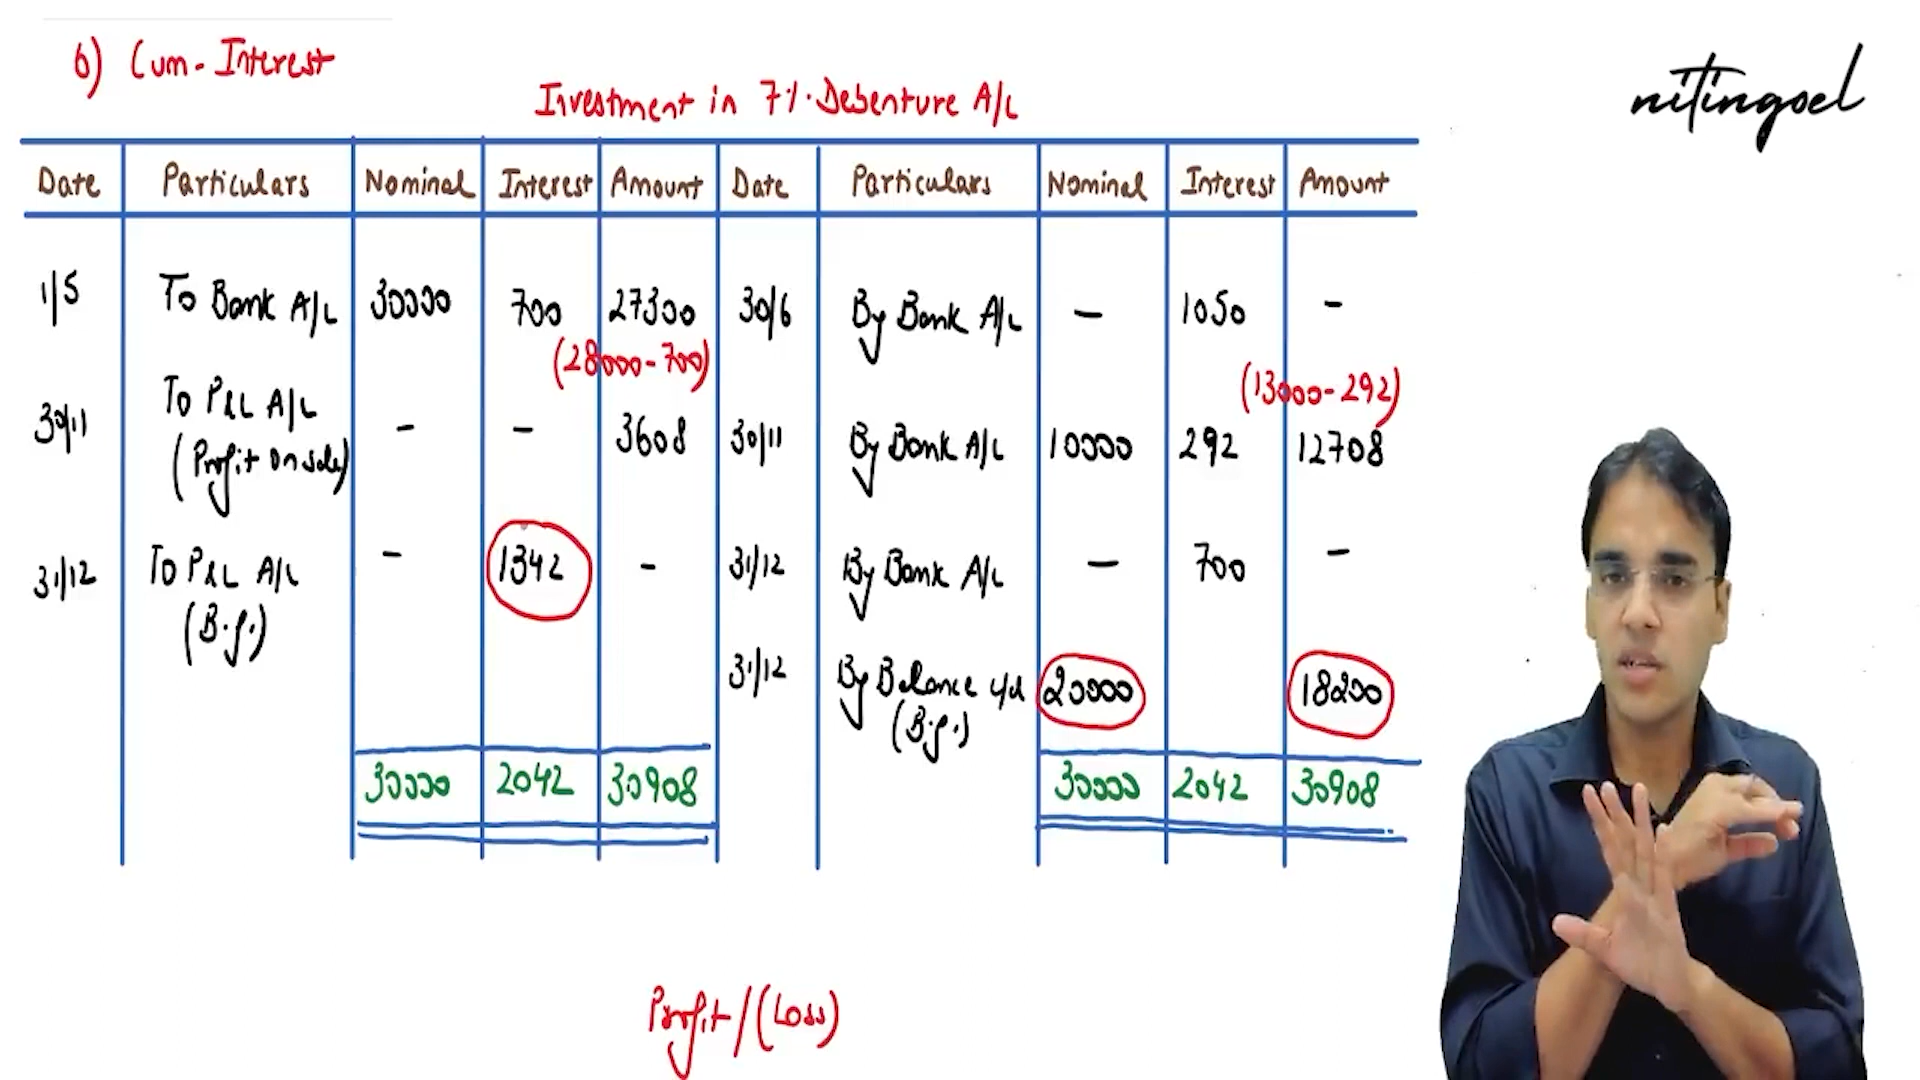 b) Cum-Interest
nitingoel
Investment in 7% Debenture A/c
Date Particulars Nominal Interest Amount Date Particulars Nominal Interest Amount
1/5 To Bank A/c 30000 700 27300 30/6 By Bank A/c — 1050 —
(28000-700)
(13000-292)
30/11 To P&L A/c (Profit on sale) — — 3608 30/11 By Bank A/c 10000 292 12708
31/12 To P&L A/c (B.f.) — 1342 — 31/12 By Bank A/c — 700 —
31/12 By Balance c/d (B.f.) 20000 18200
30000 2042 30908 30000 2042 30908
Profit/(Loss)